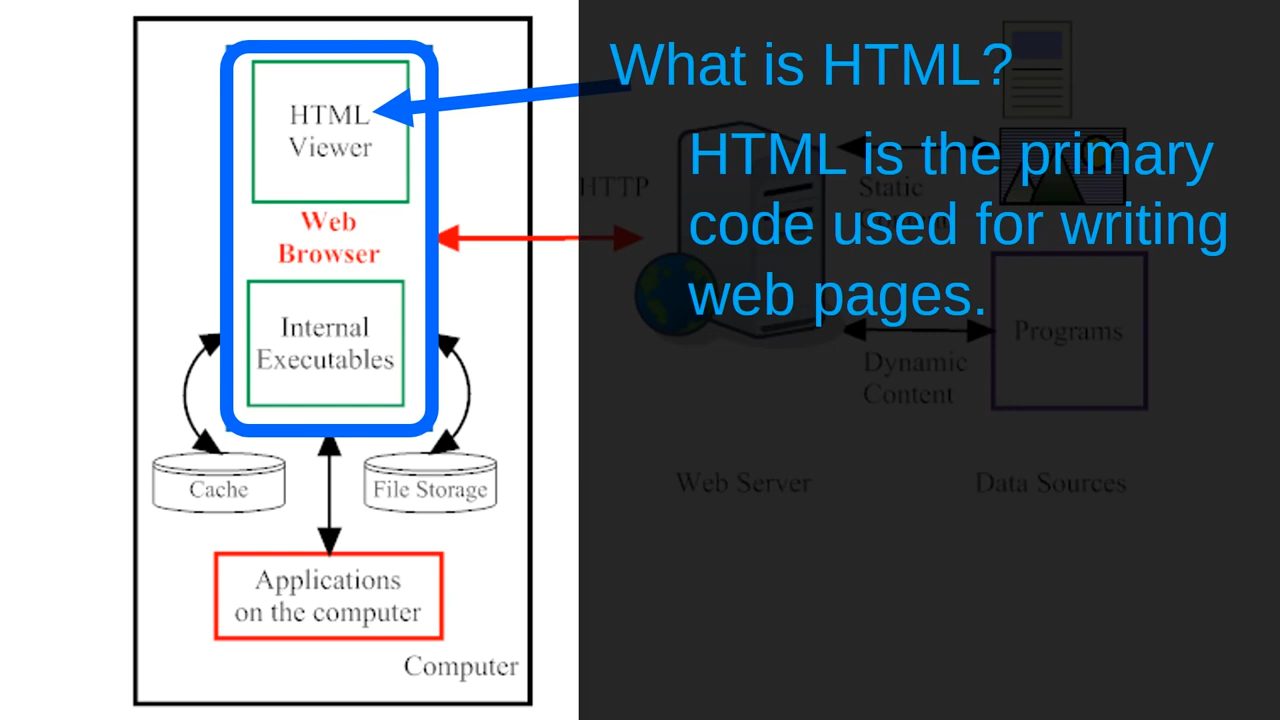 What is HTML?
HTML is the primary
code used for writing
web pages.
HTML
Viewer
Web
Browser
Internal
Executables
Cache
File Storage
Applications
on the computer
Computer
HTTP
Static
Programs
Dynamic
Content
Web Server
Data Sources